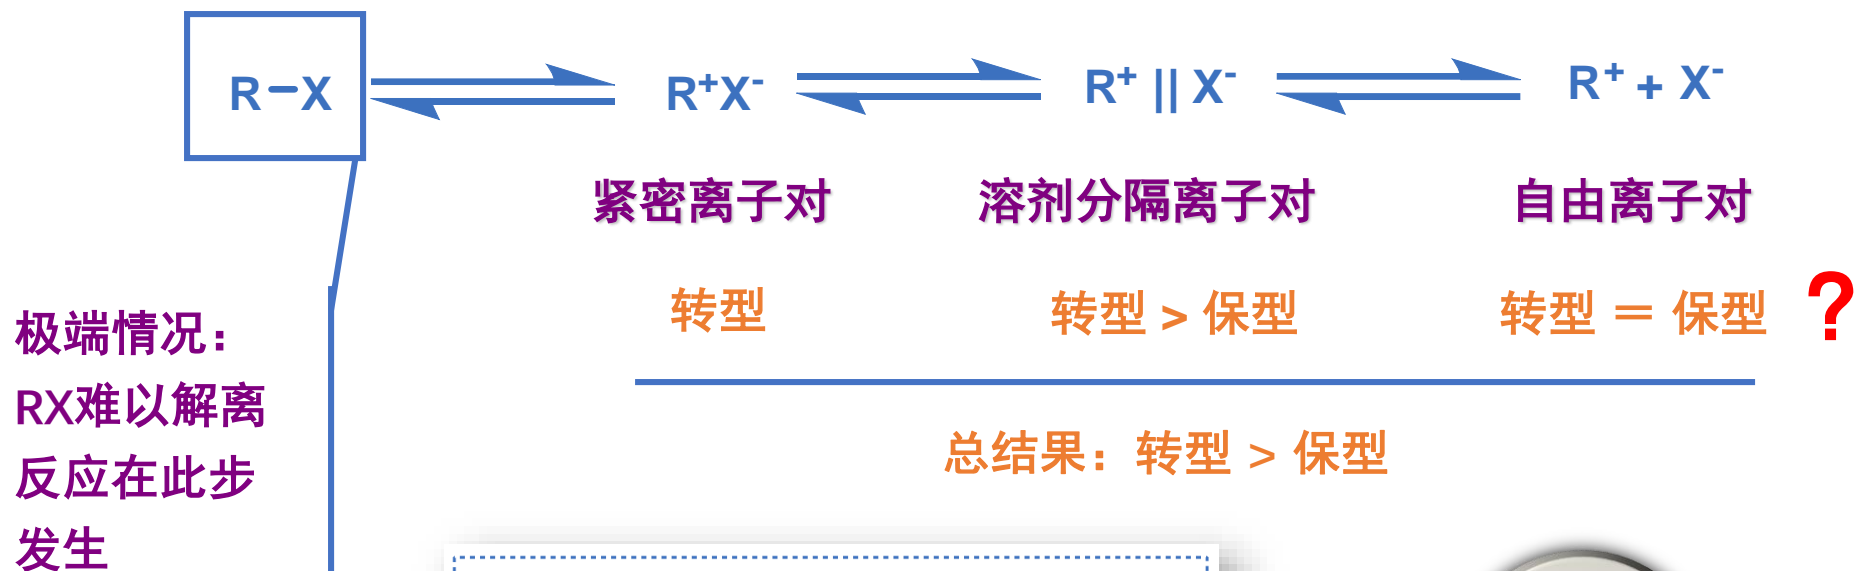 R－X R⁺X⁻ R⁺ || X⁻ R⁺ + X⁻
紧密离子对 溶剂分隔离子对 自由离子对
转型 转型 > 保型 转型 ＝ 保型 ？
总结果：转型 > 保型
极端情况：
RX难以解离
反应在此步
发生